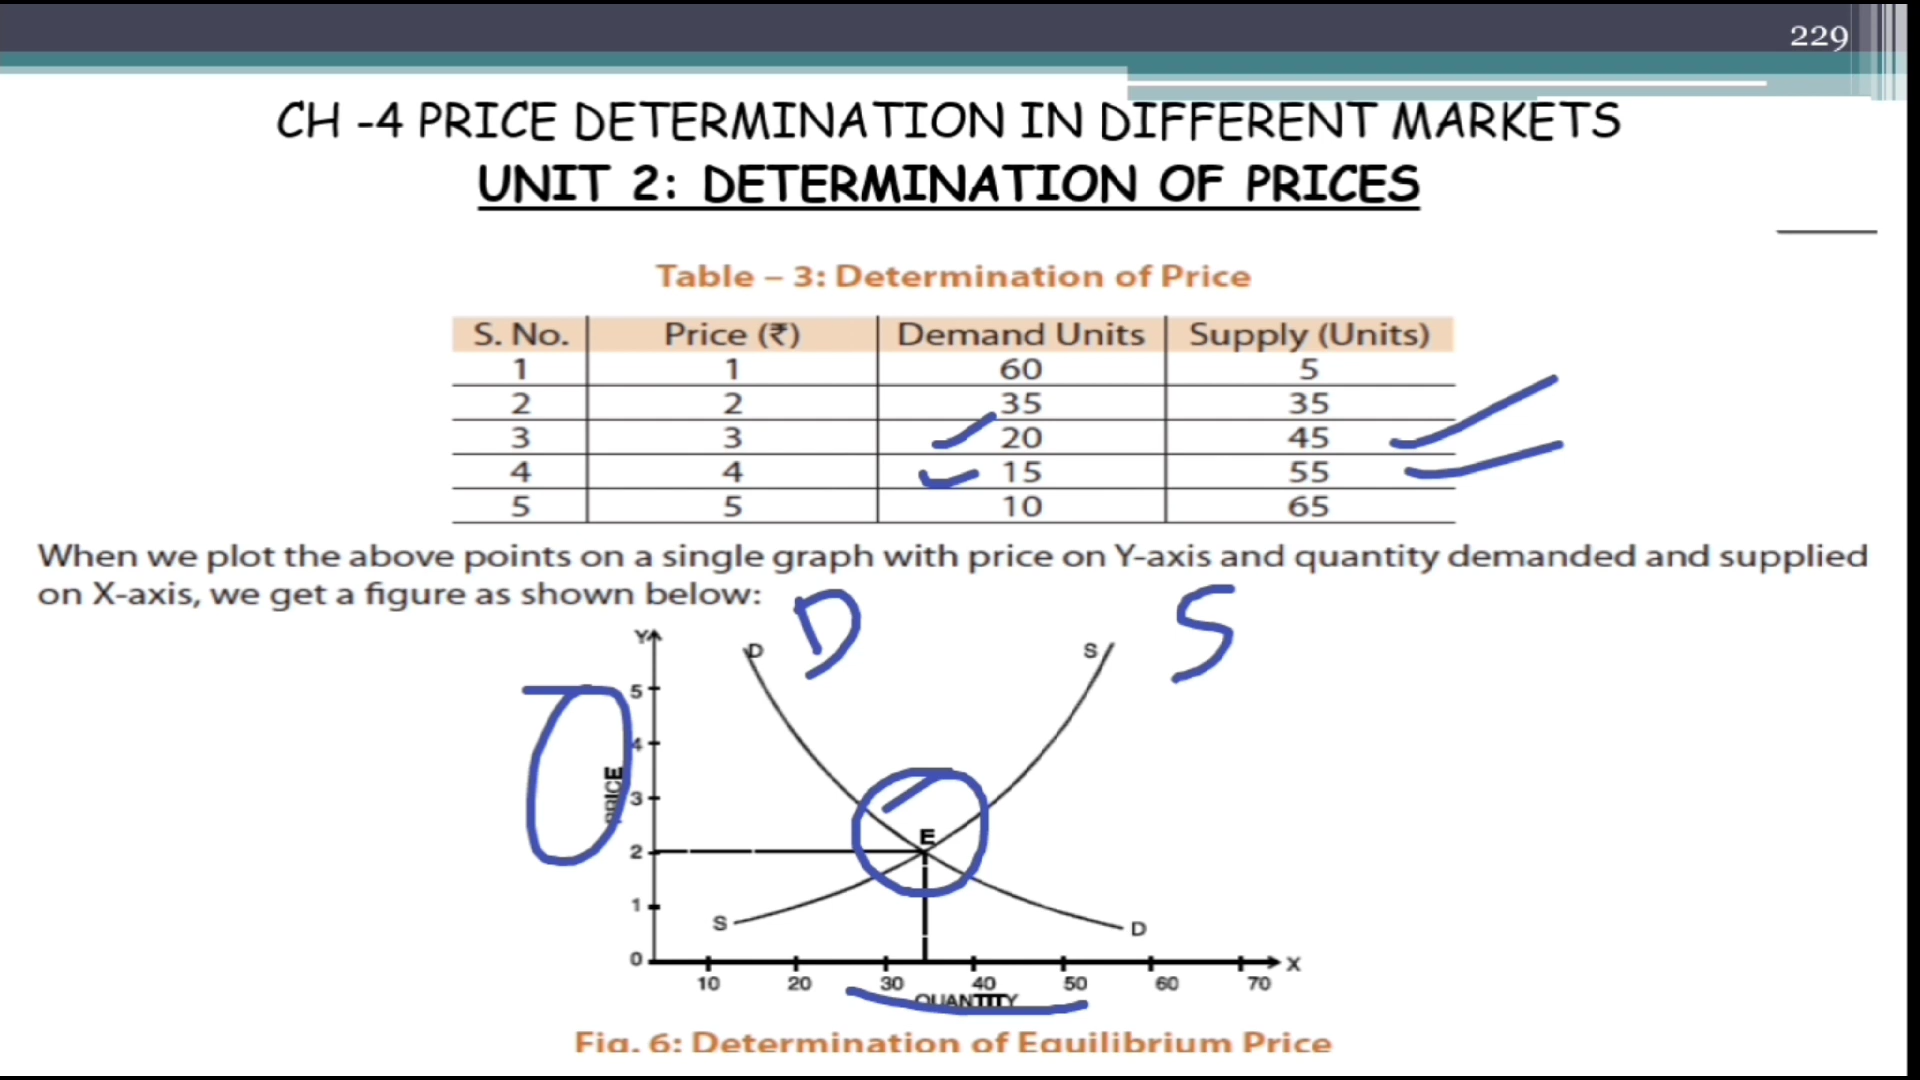 229
CH -4 PRICE DETERMINATION IN DIFFERENT MARKETS
UNIT 2: DETERMINATION OF PRICES
Table – 3: Determination of Price
S. No. Price (₹) Demand Units Supply (Units)
1 1 60 5
2 2 35 35
3 3 20 45
4 4 15 55
5 5 10 65
When we plot the above points on a single graph with price on Y-axis and quantity demanded and supplied
on X-axis, we get a figure as shown below:
D S
Y
D S
5
4
PRICE
3
E
2
1
S D
0 X
10 20 30 40 50 60 70
QUANTITY
Fig. 6: Determination of Equilibrium Price